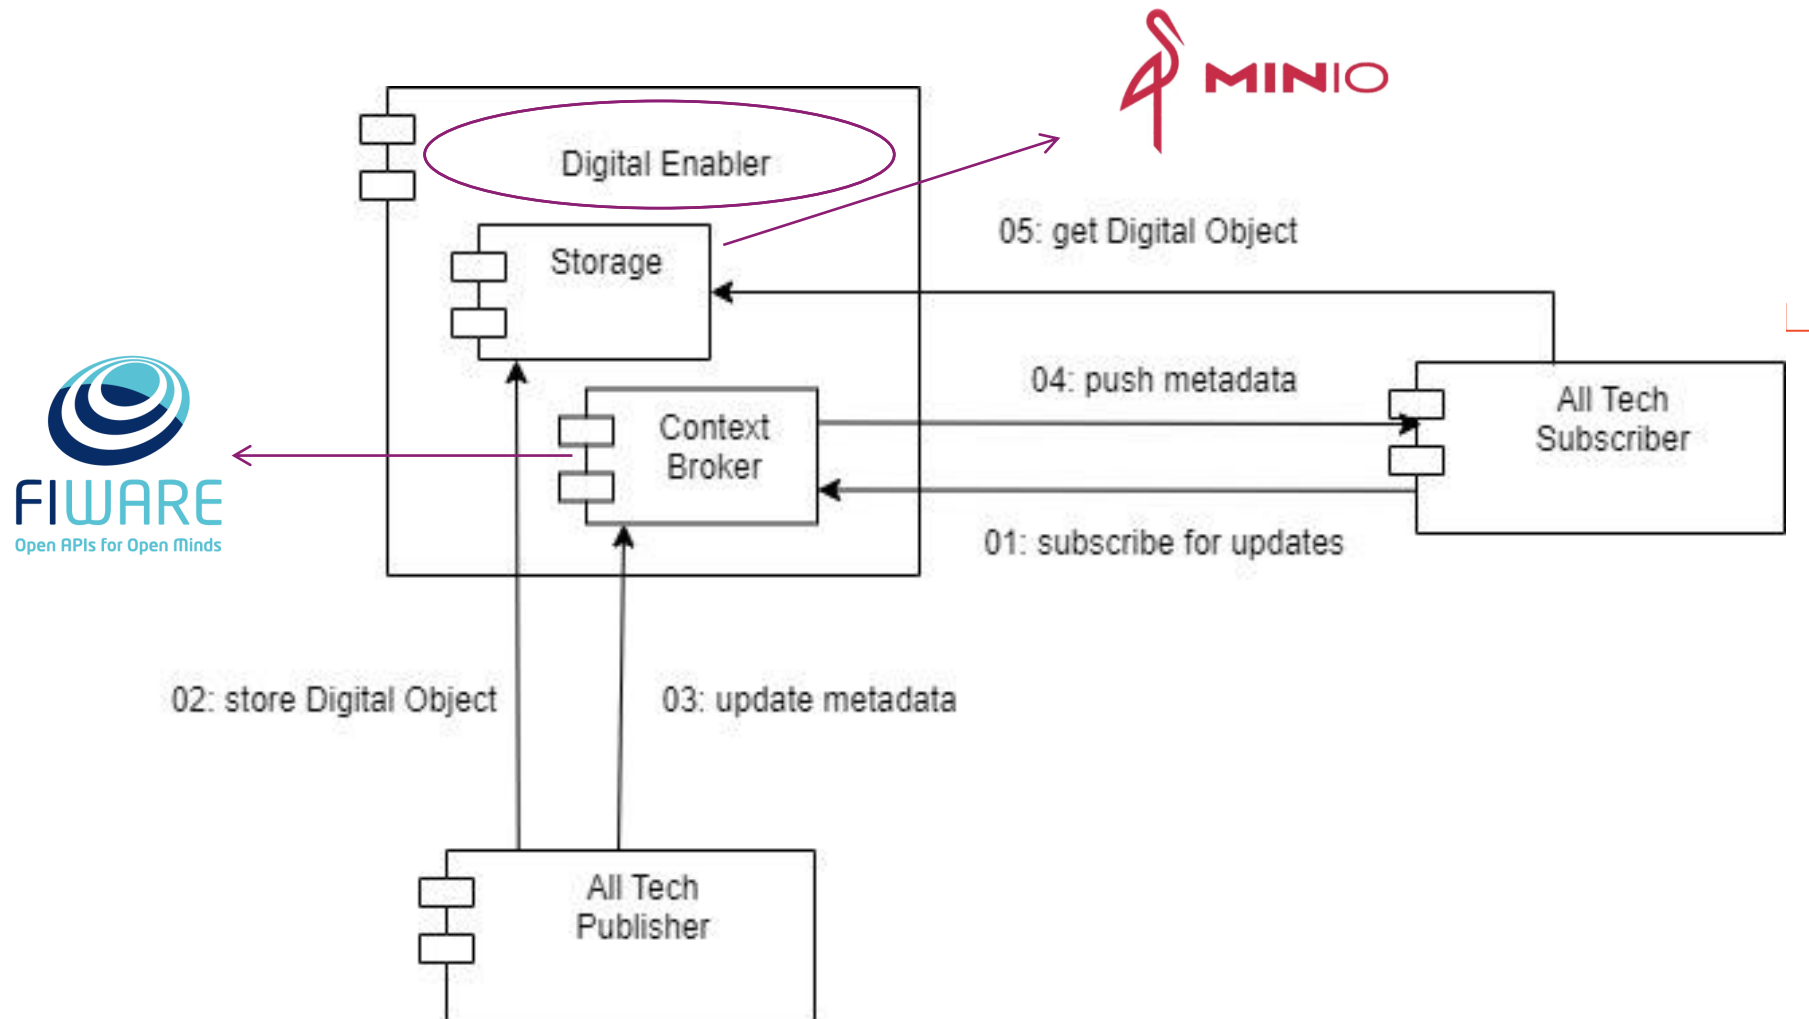 MINIO
Digital Enabler
05: get Digital Object
Storage
04: push metadata
All Tech
Subscriber
Context
Broker
FIWARE
Open APIs for Open Minds
01: subscribe for updates
02: store Digital Object
03: update metadata
All Tech
Publisher